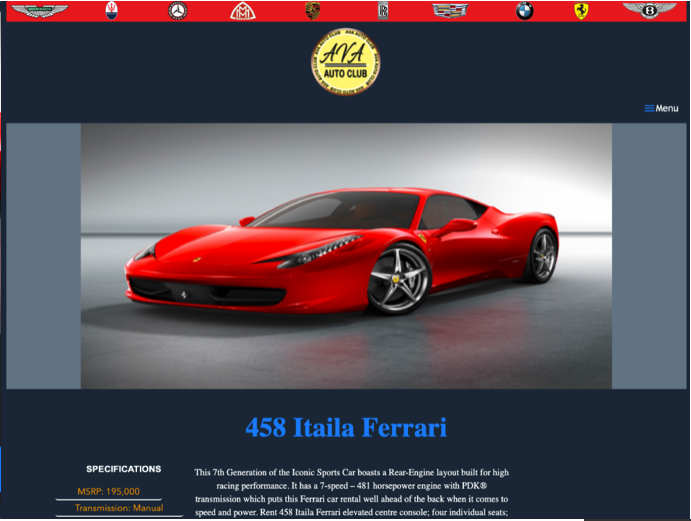 AVA
AUTO CLUB
Menu
458 Itaila Ferrari
SPECIFICATIONS
MSRP: 195,000
Transmission: Manual
This 7th Generation of the Iconic Sports Car boasts a Rear-Engine layout built for high
racing performance. It has a 7-speed – 481 horsepower engine with PDK®
transmission which puts this Ferrari car rental well ahead of the back when it comes to
speed and power. Rent 458 Itaila Ferrari elevated centre console; four individual seats;